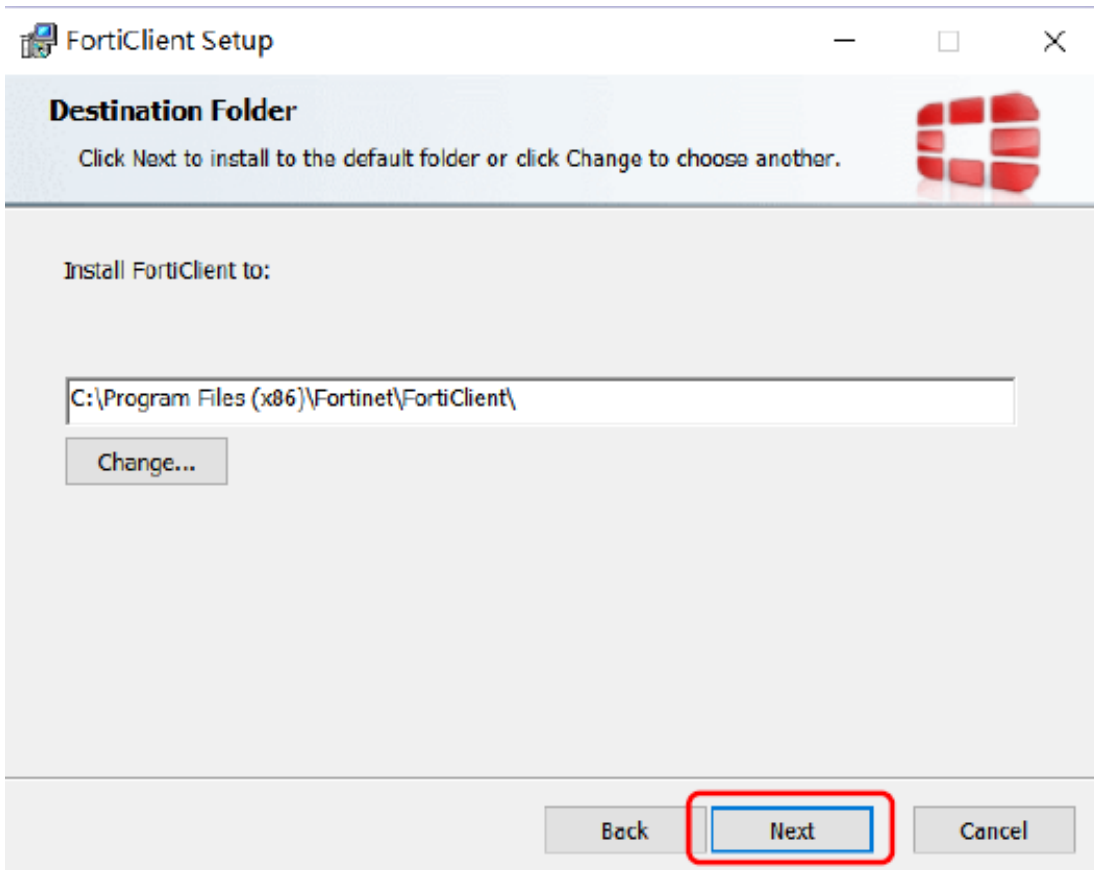 FortiClient Setup
Destination Folder
Click Next to install to the default folder or click Change to choose another.
Install FortiClient to:
C:\Program Files (x86)\Fortinet\FortiClient\
Change...
Back Next Cancel